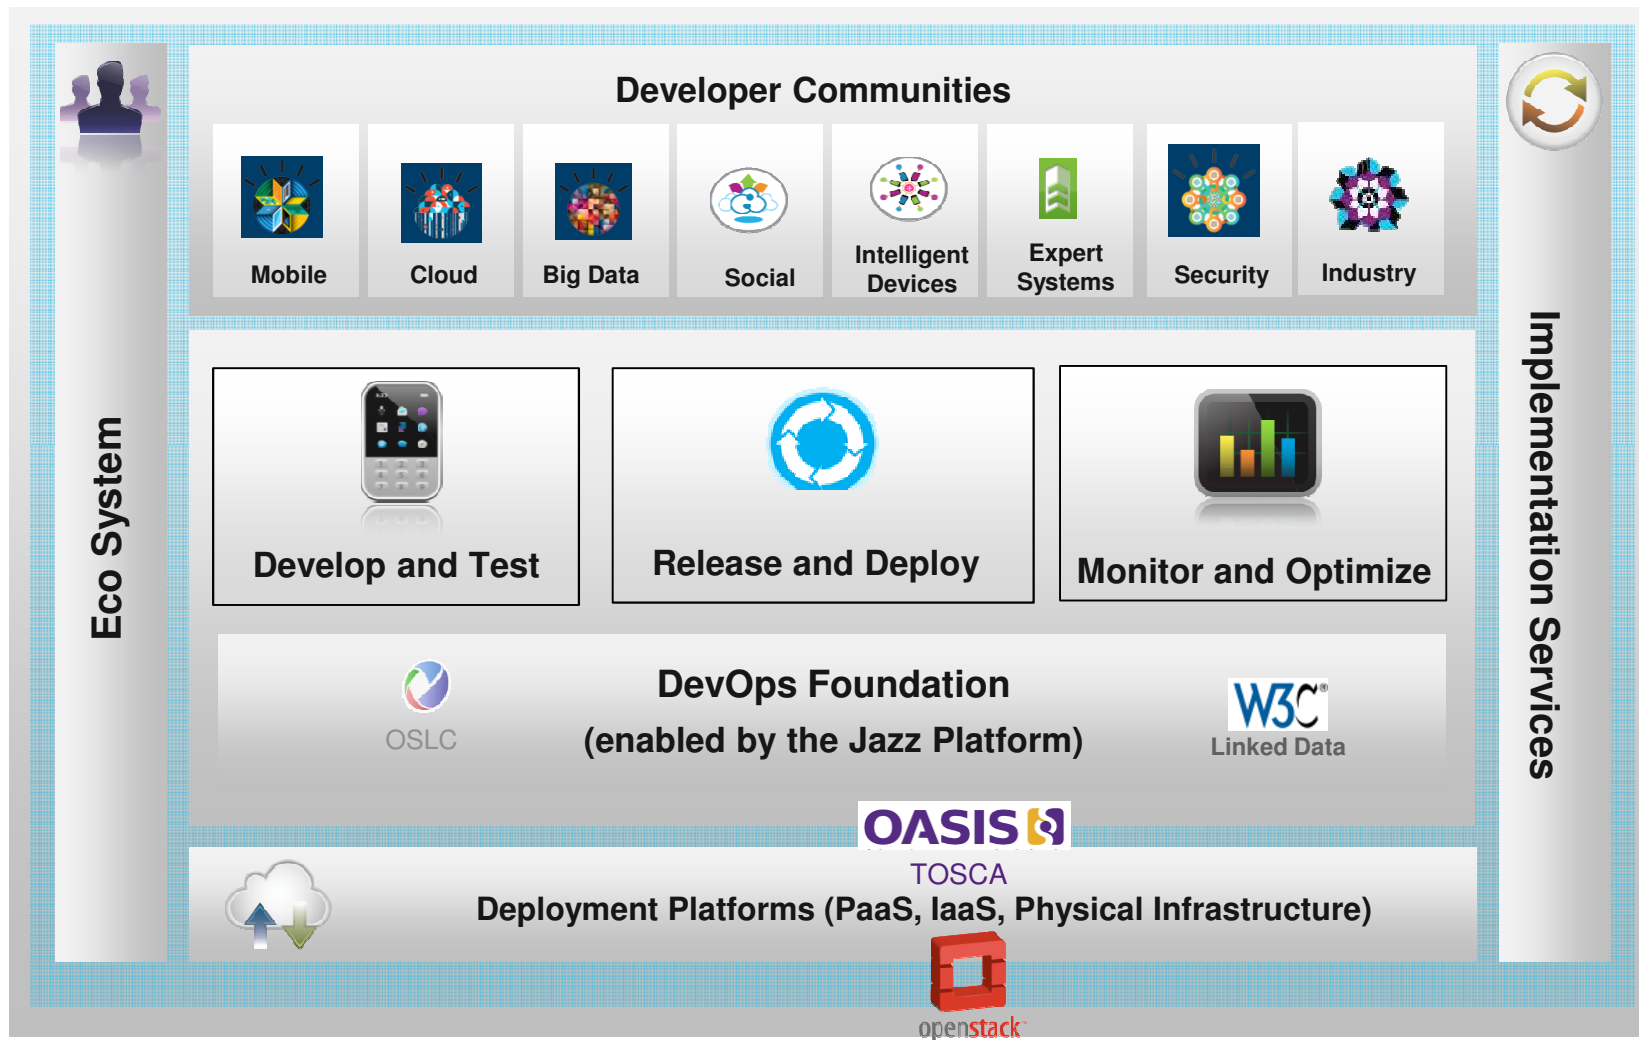 Developer Communities
Mobile
Cloud
Big Data
Social
Intelligent
Devices
Expert
Systems
Security
Industry
Eco System
Implementation Services
Develop and Test
Release and Deploy
Monitor and Optimize
DevOps Foundation
(enabled by the Jazz Platform)
OSLC
W3C®
Linked Data
OASIS
TOSCA
Deployment Platforms (PaaS, IaaS, Physical Infrastructure)
openstack™